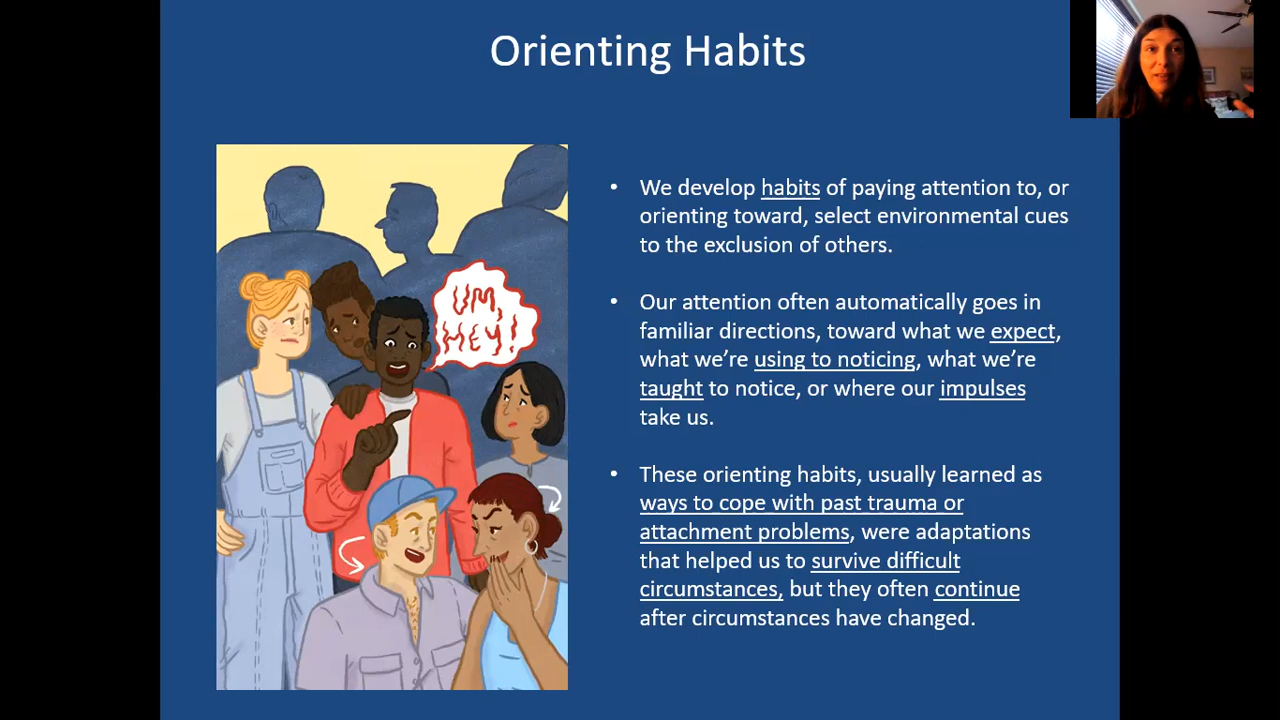 Orienting Habits
UM,
HEY!
• We develop habits of paying attention to, or
orienting toward, select environmental cues
to the exclusion of others.
• Our attention often automatically goes in
familiar directions, toward what we expect,
what we're using to noticing, what we're
taught to notice, or where our impulses
take us.
• These orienting habits, usually learned as
ways to cope with past trauma or
attachment problems, were adaptations
that helped us to survive difficult
circumstances, but they often continue
after circumstances have changed.